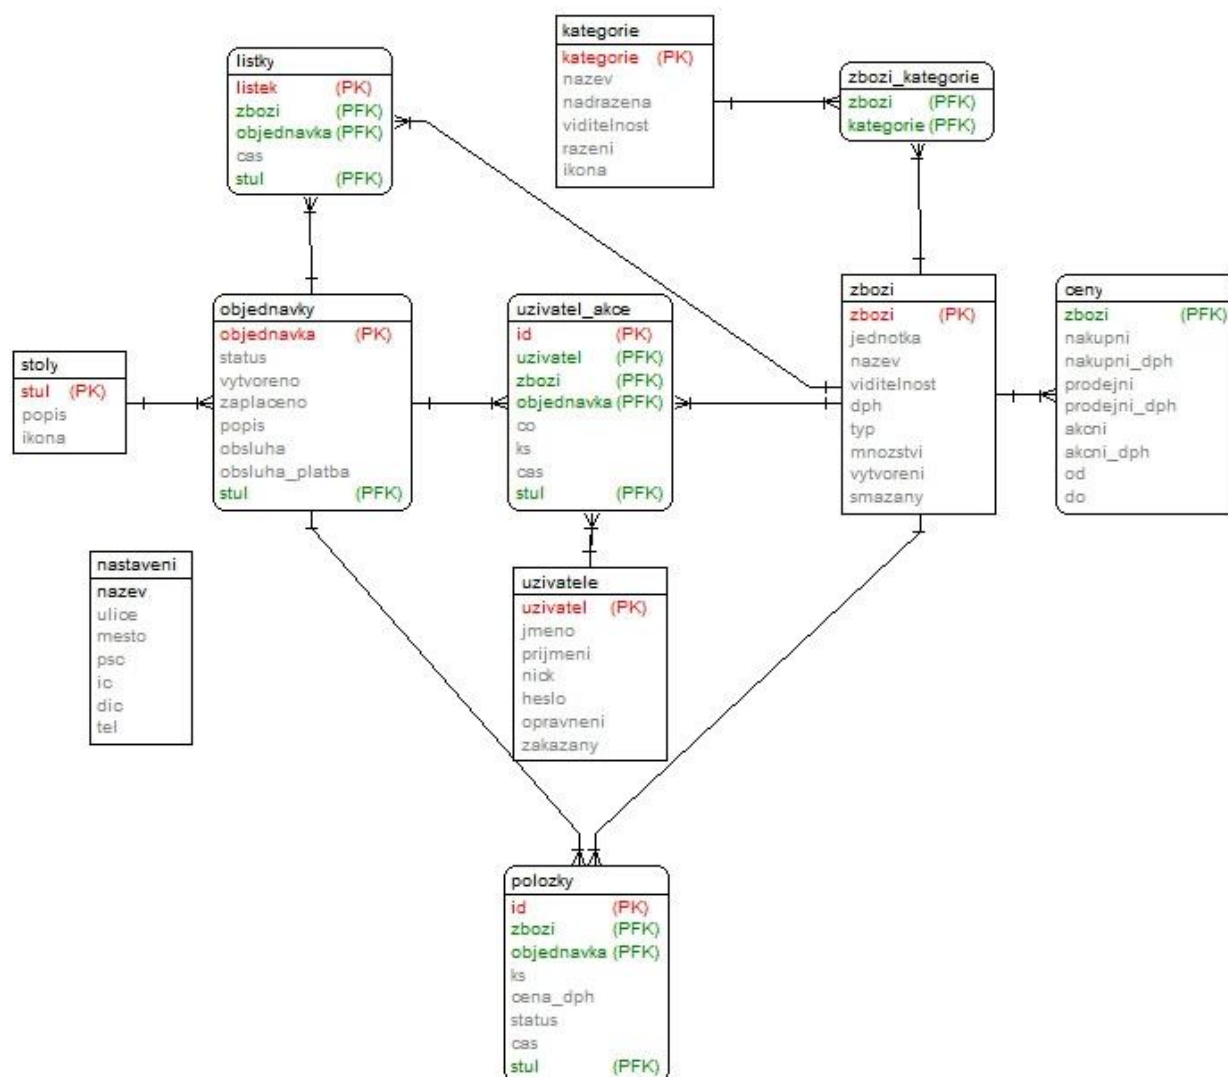 kategorie
kategorie (PK)
nazev
nadrazena
viditelnost
razeni
ikona
listky
listek (PK)
zbozi (PFK)
objednavka (PFK)
cas
stul (PFK)
zbozi_kategorie
zbozi (PFK)
kategorie (PFK)
objednavky
objednavka (PK)
status
vytvoreno
zaplaceno
popis
obsluha
obsluha_platba
stul (PFK)
uzivatel_akce
id (PK)
uzivatel (PFK)
zbozi (PFK)
objednavka (PFK)
co
ks
cas
stul (PFK)
zbozi
zbozi (PK)
jednotka
nazev
viditelnost
dph
typ
mnozstvi
vytvoreni
smazany
ceny
zbozi (PFK)
nakupni
nakupni_dph
prodejni
prodejni_dph
akcni
akcni_dph
od
do
stoly
stul (PK)
popis
ikona
nastaveni
nazev
ulice
mesto
psc
ic
dic
tel
uzivatele
uzivatel (PK)
jmeno
prijmeni
nick
heslo
opravneni
zakazany
polozky
id (PK)
zbozi (PFK)
objednavka (PFK)
ks
cena_dph
status
cas
stul (PFK)